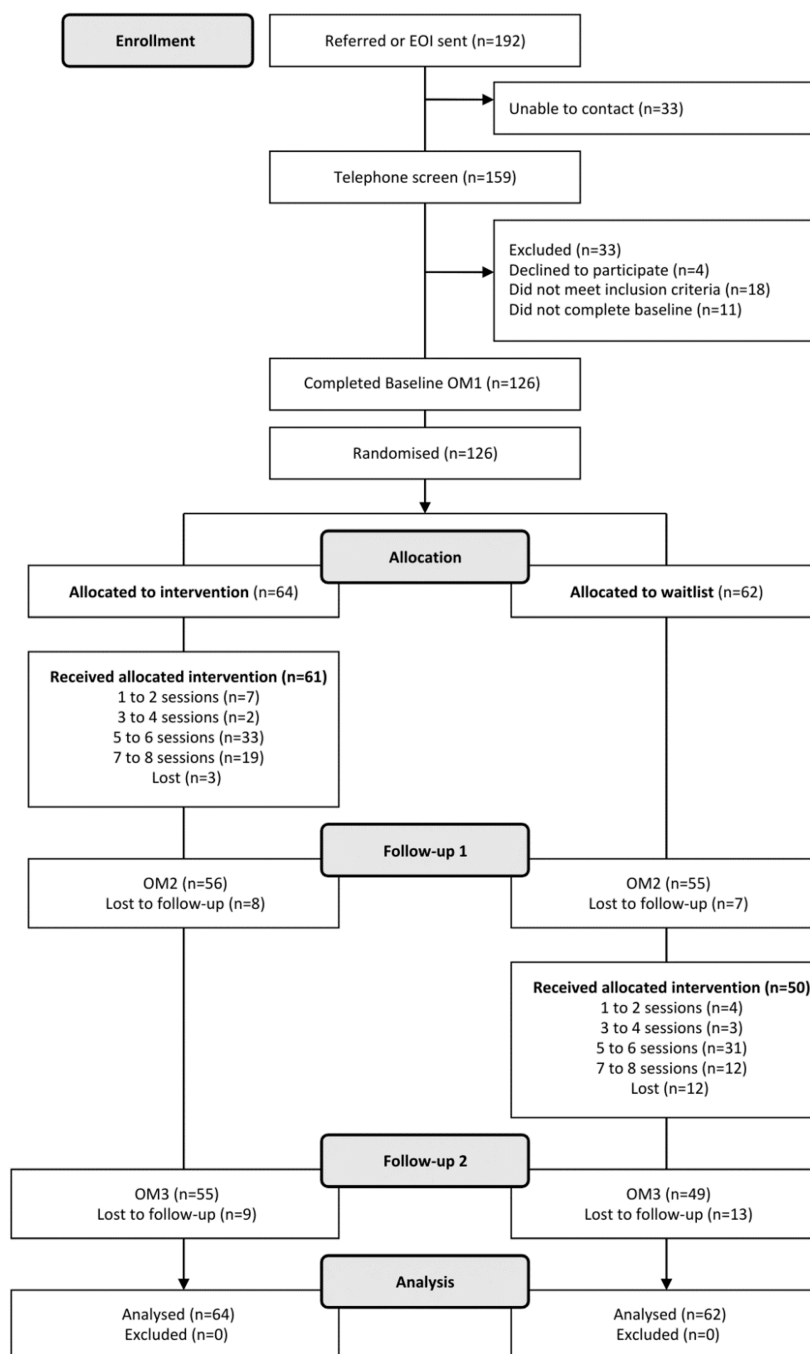 Enrollment
Referred or EOI sent (n=192)
Unable to contact (n=33)
Telephone screen (n=159)
Excluded (n=33)
Declined to participate (n=4)
Did not meet inclusion criteria (n=18)
Did not complete baseline (n=11)
Completed Baseline OM1 (n=126)
Randomised (n=126)
Allocation
Allocated to intervention (n=64)
Allocated to waitlist (n=62)
Received allocated intervention (n=61)
1 to 2 sessions (n=7)
3 to 4 sessions (n=2)
5 to 6 sessions (n=33)
7 to 8 sessions (n=19)
Lost (n=3)
Follow-up 1
OM2 (n=56)
Lost to follow-up (n=8)
OM2 (n=55)
Lost to follow-up (n=7)
Received allocated intervention (n=50)
1 to 2 sessions (n=4)
3 to 4 sessions (n=3)
5 to 6 sessions (n=31)
7 to 8 sessions (n=12)
Lost (n=12)
Follow-up 2
OM3 (n=55)
Lost to follow-up (n=9)
OM3 (n=49)
Lost to follow-up (n=13)
Analysis
Analysed (n=64)
Excluded (n=0)
Analysed (n=62)
Excluded (n=0)